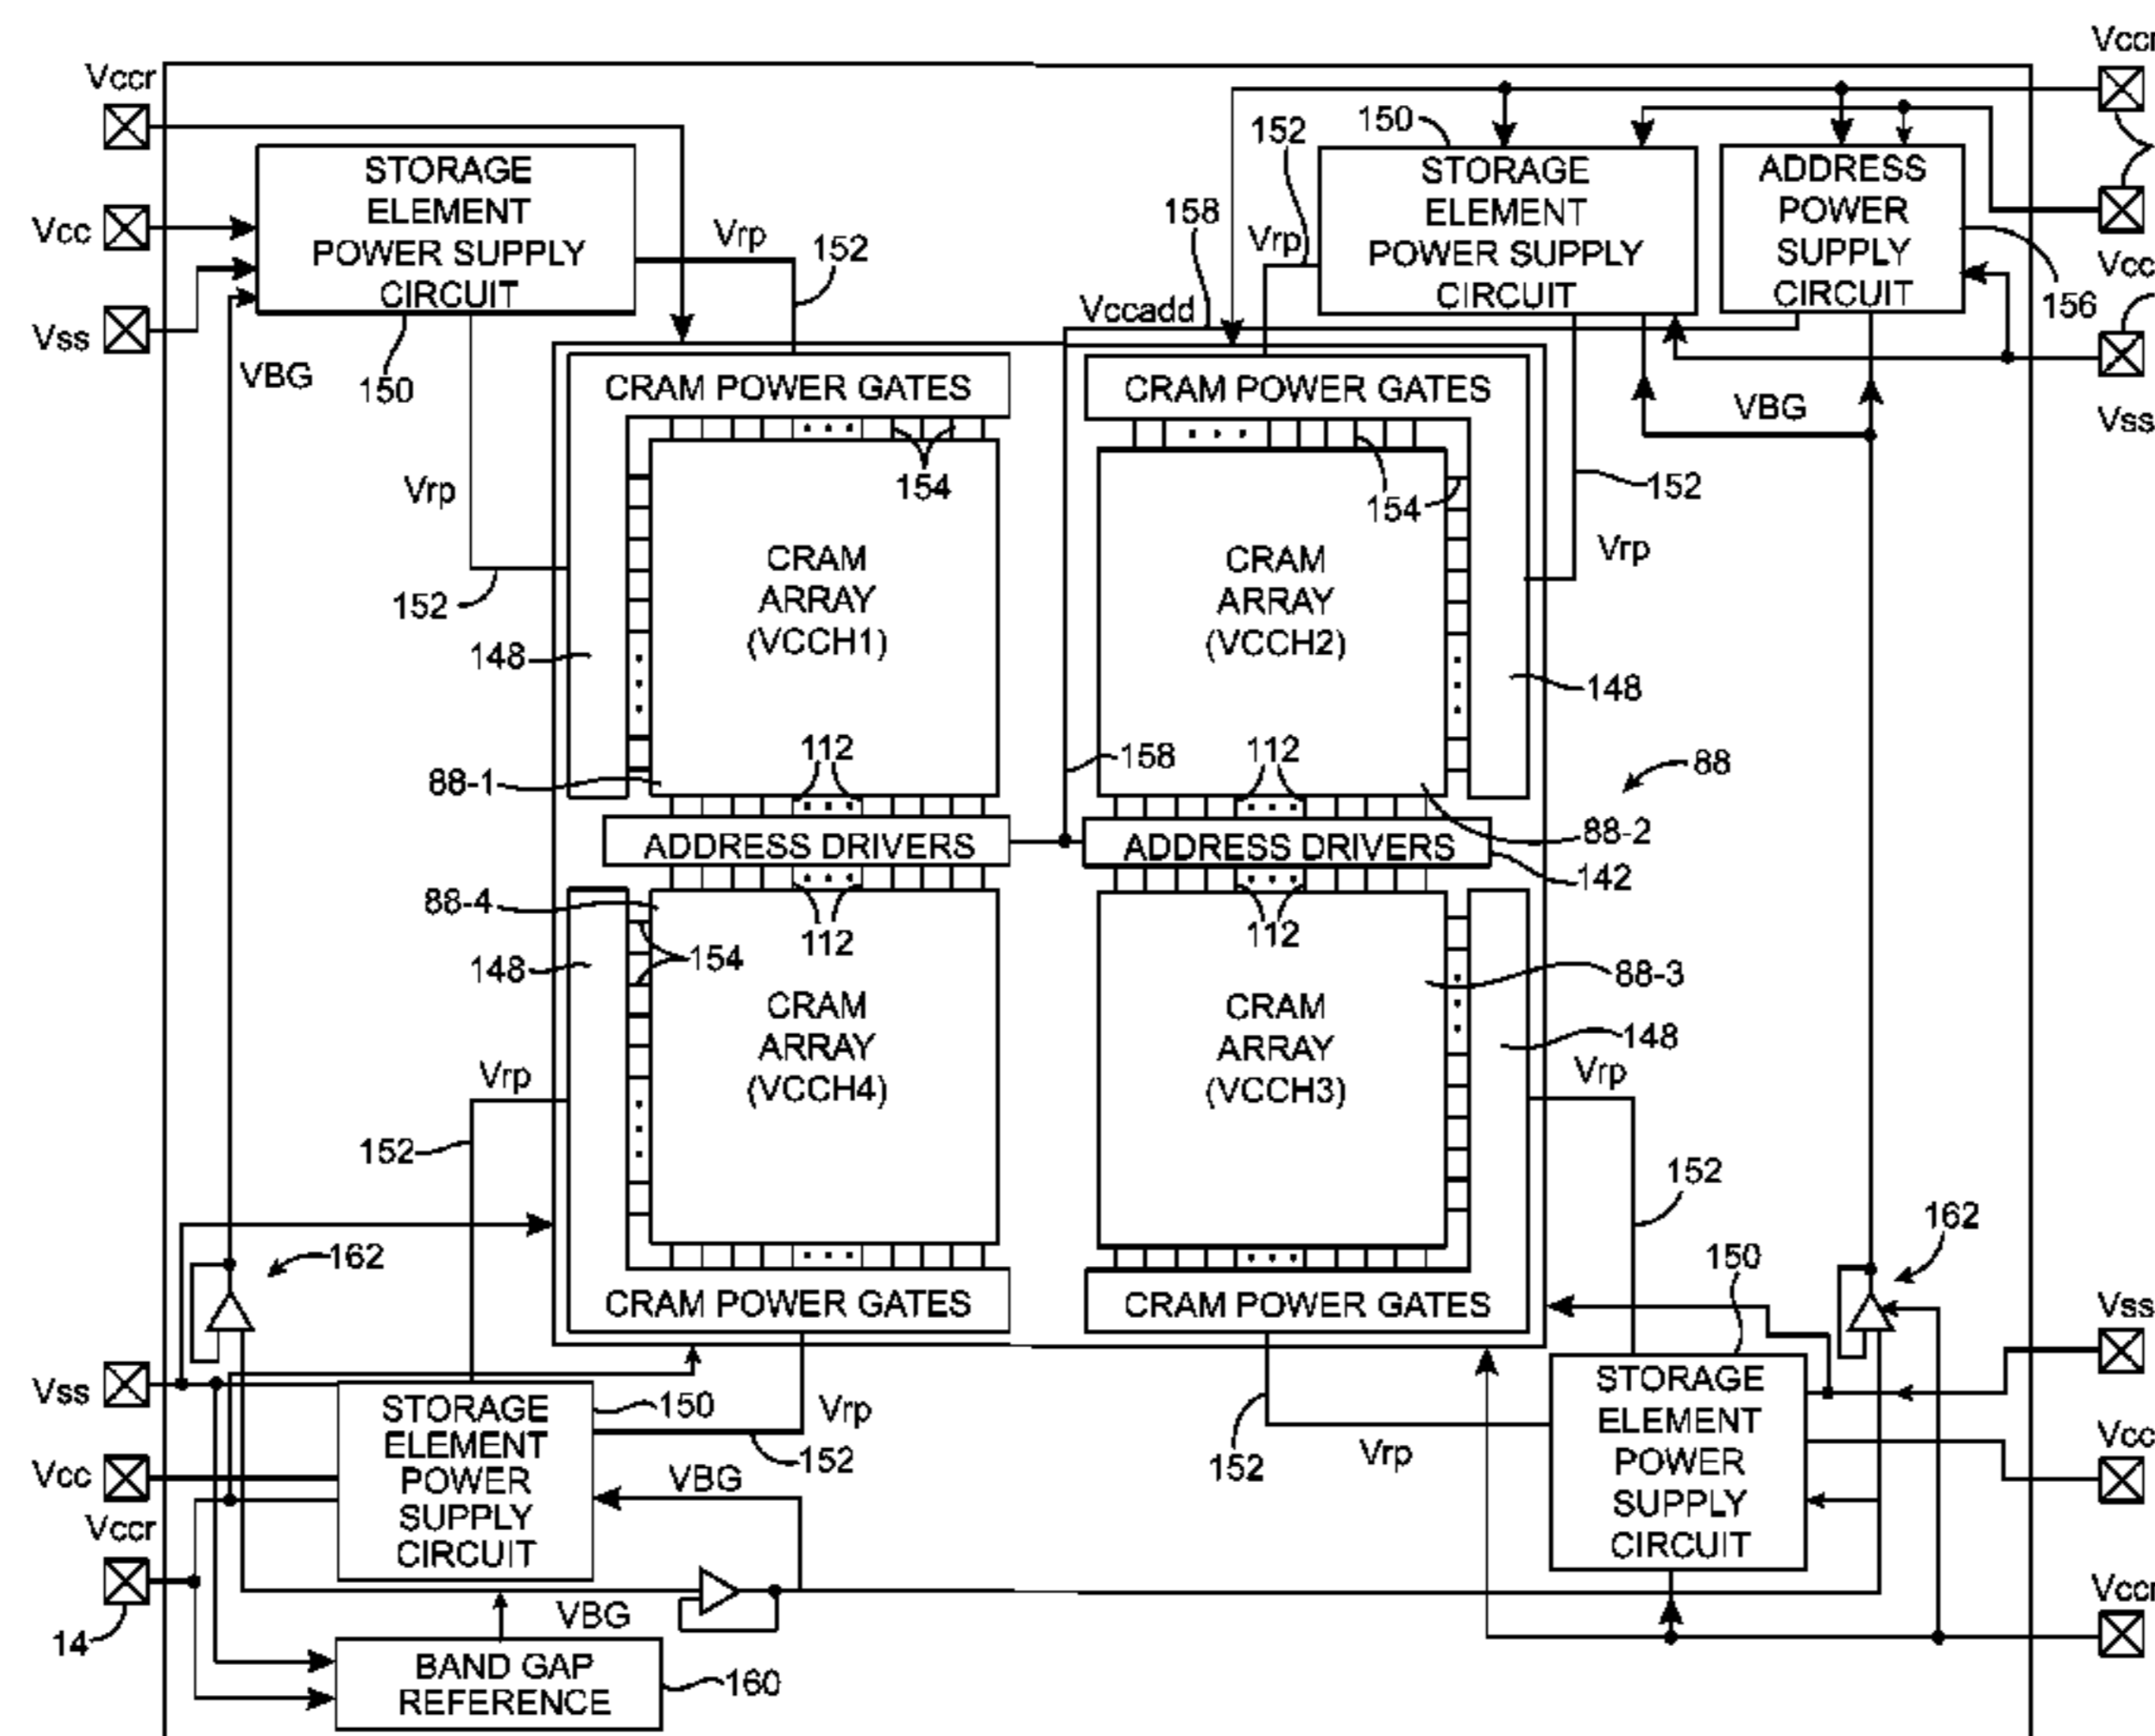 Vccr
Vccr
152
150
STORAGE
ELEMENT
POWER SUPPLY
CIRCUIT
STORAGE
ELEMENT
POWER SUPPLY
CIRCUIT
ADDRESS
POWER
SUPPLY
CIRCUIT
Vcc
Vrp
152
158
Vrp
Vcc
156
Vss
Vccadd
VBG
150
CRAM POWER GATES
CRAM POWER GATES
VBG
Vss
Vrp
154
154
152
Vrp
CRAM
ARRAY
(VCCH1)
CRAM
ARRAY
(VCCH2)
152
148
148
112
158
112
88
88-1
88-2
ADDRESS DRIVERS
ADDRESS DRIVERS
142
88-4
112
112
154
148
88-3
CRAM
ARRAY
(VCCH4)
CRAM
ARRAY
(VCCH3)
148
Vrp
Vrp
152
152
162
162
150
CRAM POWER GATES
CRAM POWER GATES
Vss
Vss
STORAGE
ELEMENT
POWER
SUPPLY
CIRCUIT
150
Vrp
152
152
Vrp
STORAGE
ELEMENT
POWER
SUPPLY
CIRCUIT
Vcc
Vcc
VBG
Vccr
Vccr
14
VBG
BAND GAP
REFERENCE
160